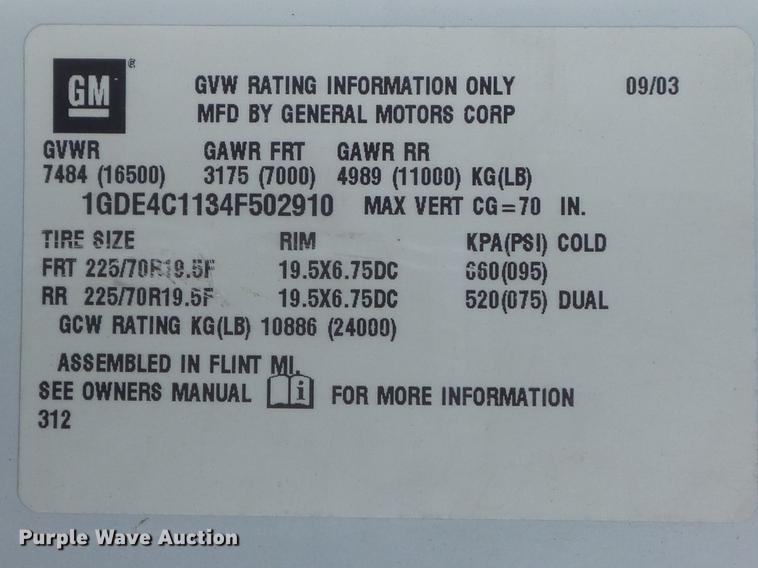 GM ®
GVW RATING INFORMATION ONLY 09/03
MFD BY GENERAL MOTORS CORP
GVWR GAWR FRT GAWR RR
7484 (16500) 3175 (7000) 4989 (11000) KG(LB)
1GDE4C1134F502910 MAX VERT CG=70 IN.
TIRE SIZE RIM KPA(PSI) COLD
FRT 225/70R19.5F 19.5X6.75DC 660(095)
RR 225/70R19.5F 19.5X6.75DC 520(075) DUAL
GCW RATING KG(LB) 10886 (24000)
ASSEMBLED IN FLINT MI.
SEE OWNERS MANUAL i FOR MORE INFORMATION
312
Purple Wave Auction